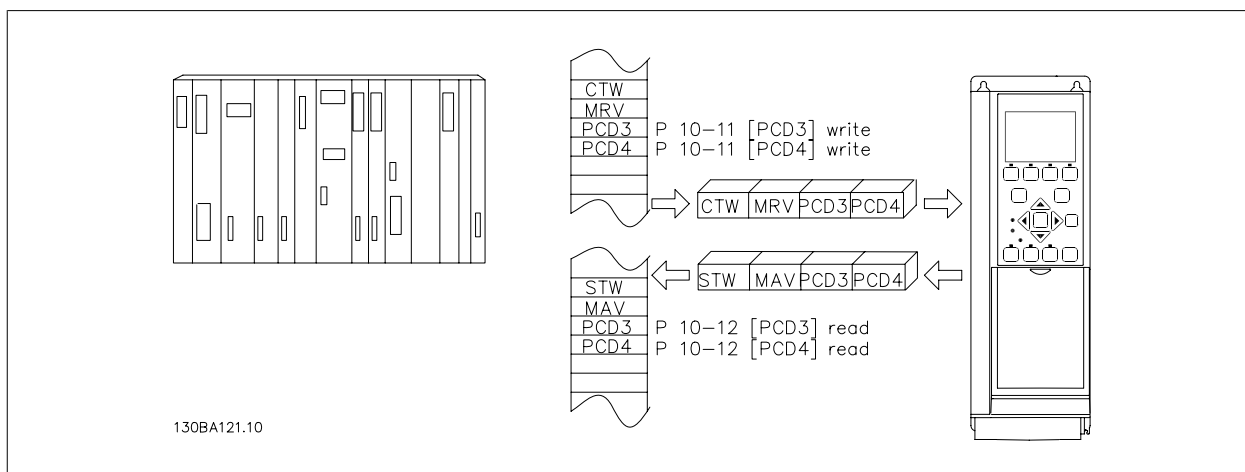 CTW
MRV
PCD3 P 10-11 [PCD3] write
PCD4 P 10-11 [PCD4] write
CTW MRV PCD3 PCD4
STW MAV PCD3 PCD4
STW
MAV
PCD3 P 10-12 [PCD3] read
PCD4 P 10-12 [PCD4] read
130BA121.10